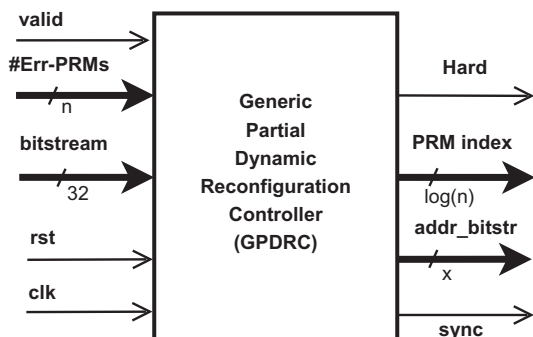 valid
#Err-PRMs
n
bitstream
32
rst
clk
Generic
Partial
Dynamic
Reconfiguration
Controller
(GPDRC)
Hard
PRM index
log(n)
addr_bitstr
x
sync